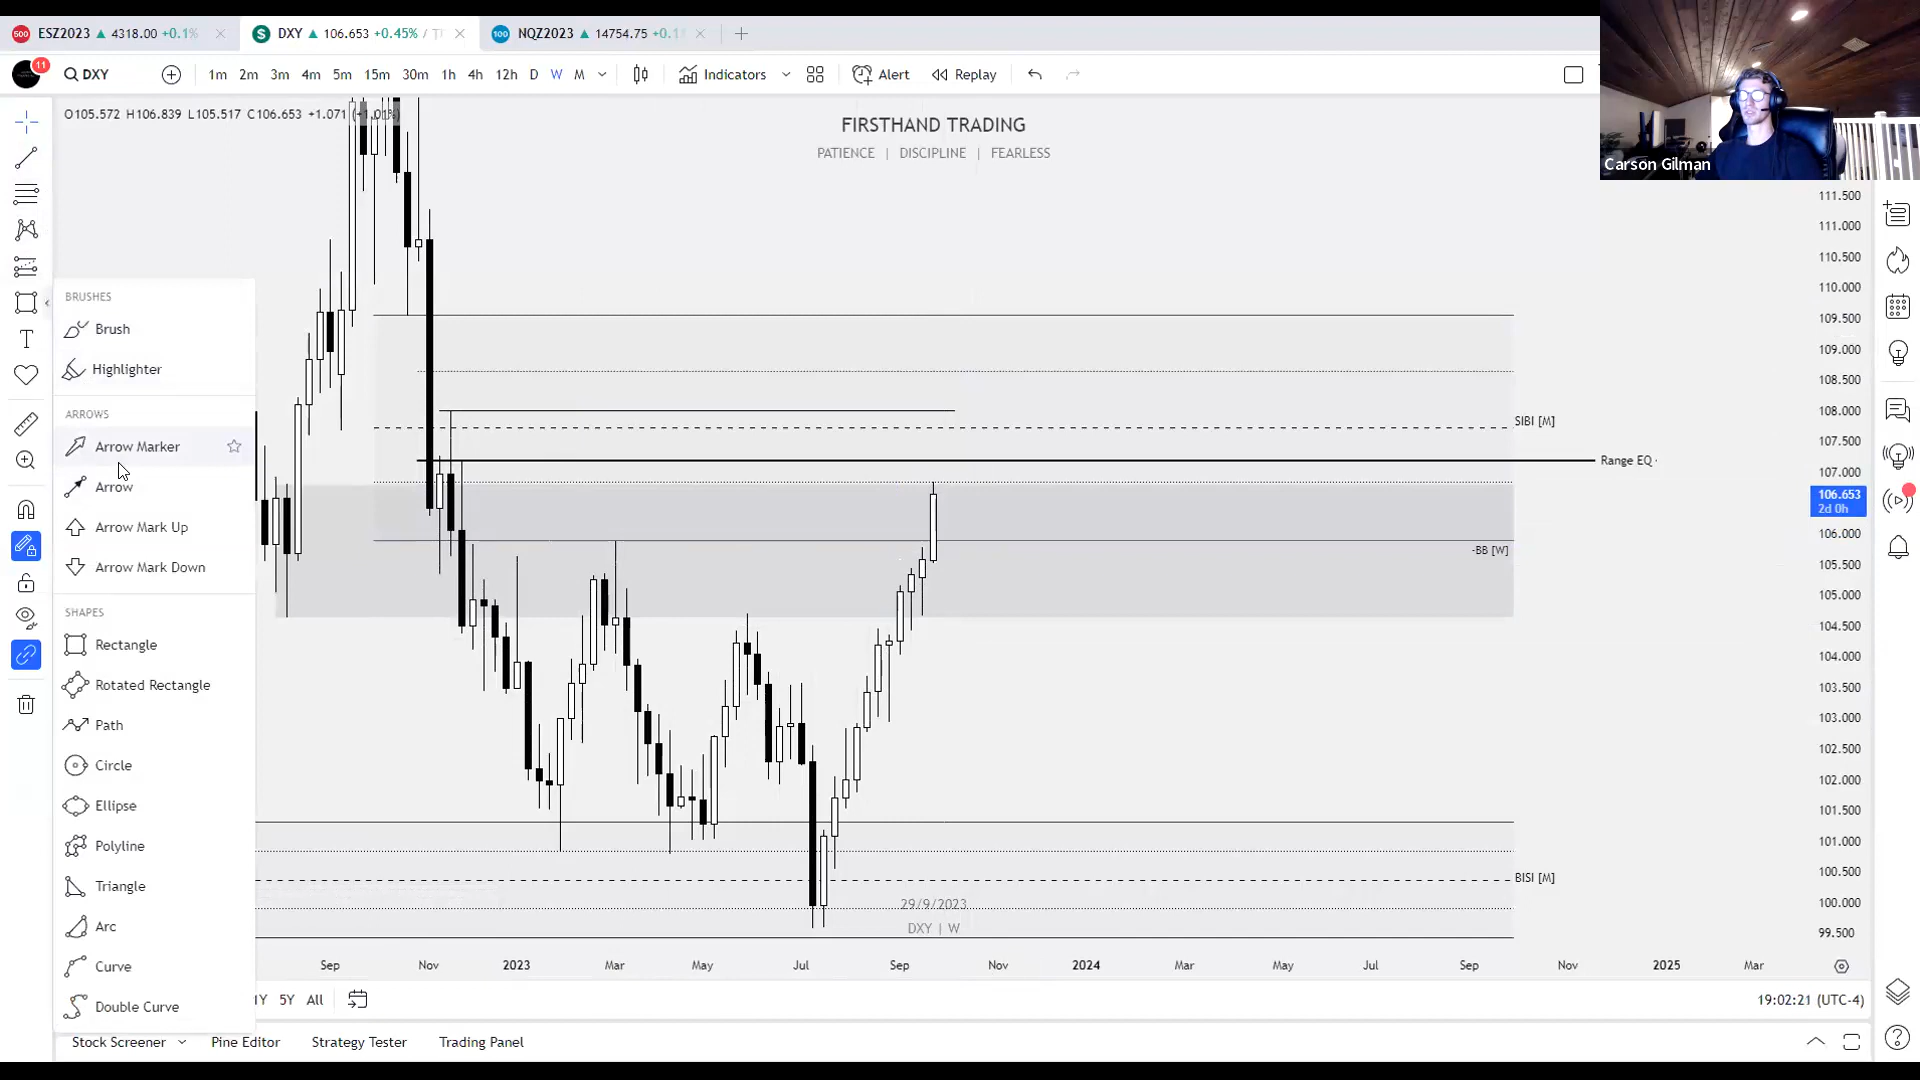 500 ESZ2023 4318.00 +0.1%
DXY 106.653 +0.45% /
100 NQZ2023 14754.75 +0.1
11
DXY
1m 2m 3m 4m 5m 15m 30m 1h 4h 12h D W M
Indicators
Alert
Replay
O105.572 H106.839 L105.517 C106.653 +1.071 (+1.01%)
Carson Gilman
FIRSTHAND TRADING
PATIENCE | DISCIPLINE | FEARLESS
BRUSHES
Brush
Highlighter
ARROWS
Arrow Marker
Arrow
Arrow Mark Up
Arrow Mark Down
SHAPES
Rectangle
Rotated Rectangle
Path
Circle
Ellipse
Polyline
Triangle
Arc
Curve
Double Curve
SIBI [M]
Range EQ
-BB [W]
BISI [M]
29/9/2023
DXY | W
111.500
111.000
110.500
110.000
109.500
109.000
108.500
108.000
107.500
107.000
106.653
2d 0h
106.000
105.500
105.000
104.500
104.000
103.500
103.000
102.500
102.000
101.500
101.000
100.500
100.000
99.500
Sep Nov 2023 Mar May Jul Sep Nov 2024 Mar May Jul Sep Nov 2025 Mar
1Y 5Y All
19:02:21 (UTC-4)
Stock Screener Pine Editor Strategy Tester Trading Panel